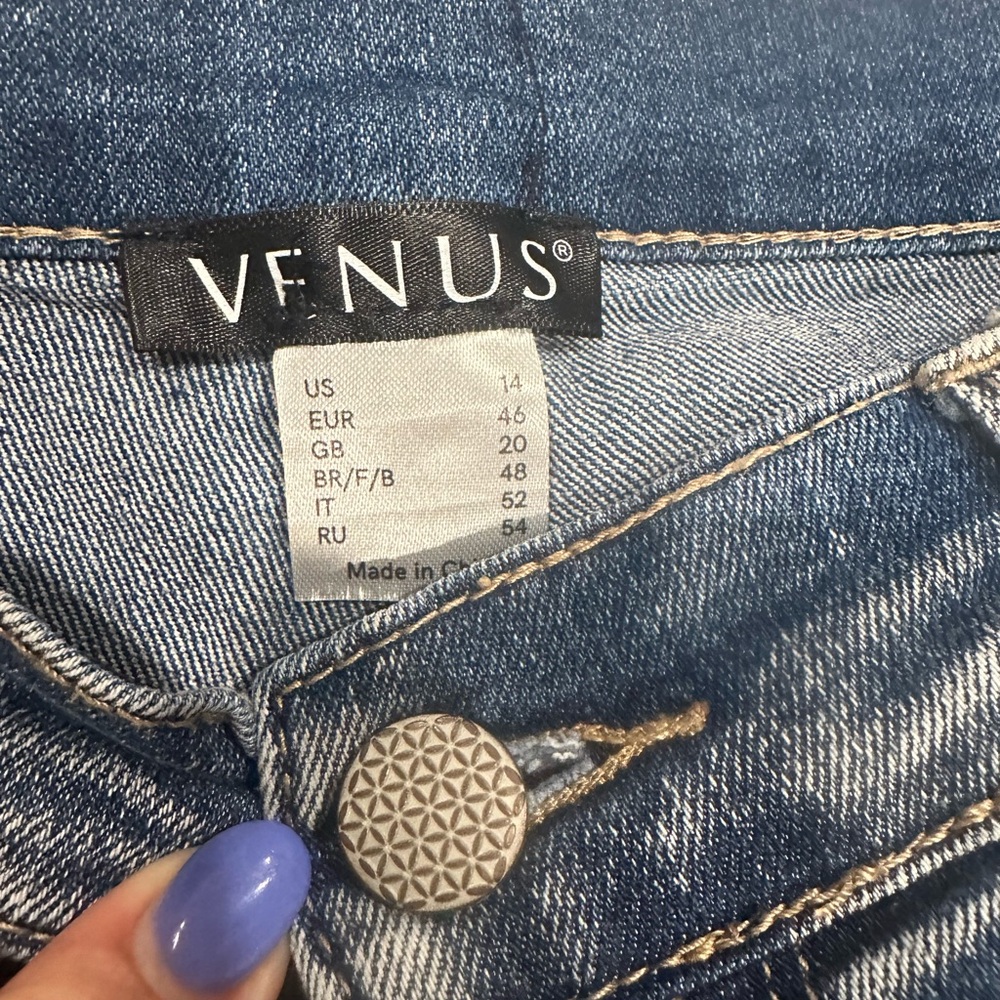 VENUS®
US 14
EUR 46
GB 20
BR/F/B 48
IT 52
RU 54
Made in